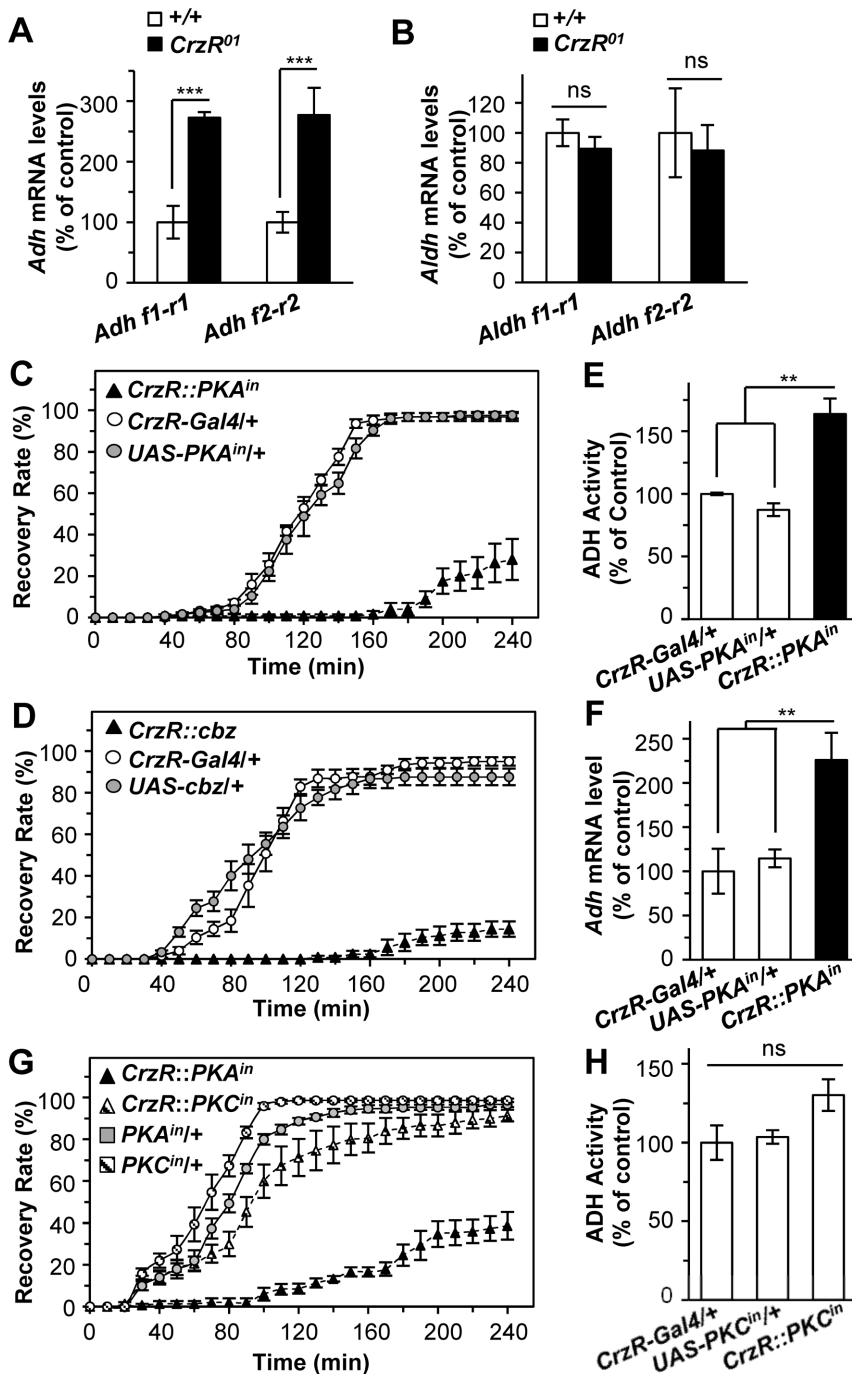 A
+/+
CrzR⁰¹
***
***
Adh mRNA levels
(% of control)
300
200
100
0
Adh f1-r1
Adh f2-r2
B
+/+
CrzR⁰¹
ns
ns
Aldh mRNA levels
(% of control)
120
100
80
60
40
20
0
Aldh f1-r1
Aldh f2-r2
C
CrzR::PKAⁱⁿ
CrzR-Gal4/+
UAS-PKAⁱⁿ/+
Recovery Rate (%)
100
80
60
40
20
0
0 40 80 120 160 200 240
Time (min)
E
**
ADH Activity
(% of Control)
150
100
50
0
CrzR-Gal4/+
UAS-PKAⁱⁿ/+
CrzR::PKAⁱⁿ
D
CrzR::cbz
CrzR-Gal4/+
UAS-cbz/+
Recovery Rate (%)
100
80
60
40
20
0
0 40 80 120 160 200 240
Time (min)
F
**
Adh mRNA level
(% of control)
250
200
150
100
50
0
CrzR-Gal4/+
UAS-PKAⁱⁿ/+
CrzR::PKAⁱⁿ
G
CrzR::PKAⁱⁿ
CrzR::PKCⁱⁿ
PKAⁱⁿ/+
PKCⁱⁿ/+
Recovery Rate (%)
100
80
60
40
20
0
0 40 80 120 160 200 240
Time (min)
H
ns
ADH Activity
(% of control)
150
100
50
0
CrzR-Gal4/+
UAS-PKCⁱⁿ/+
CrzR::PKCⁱⁿ